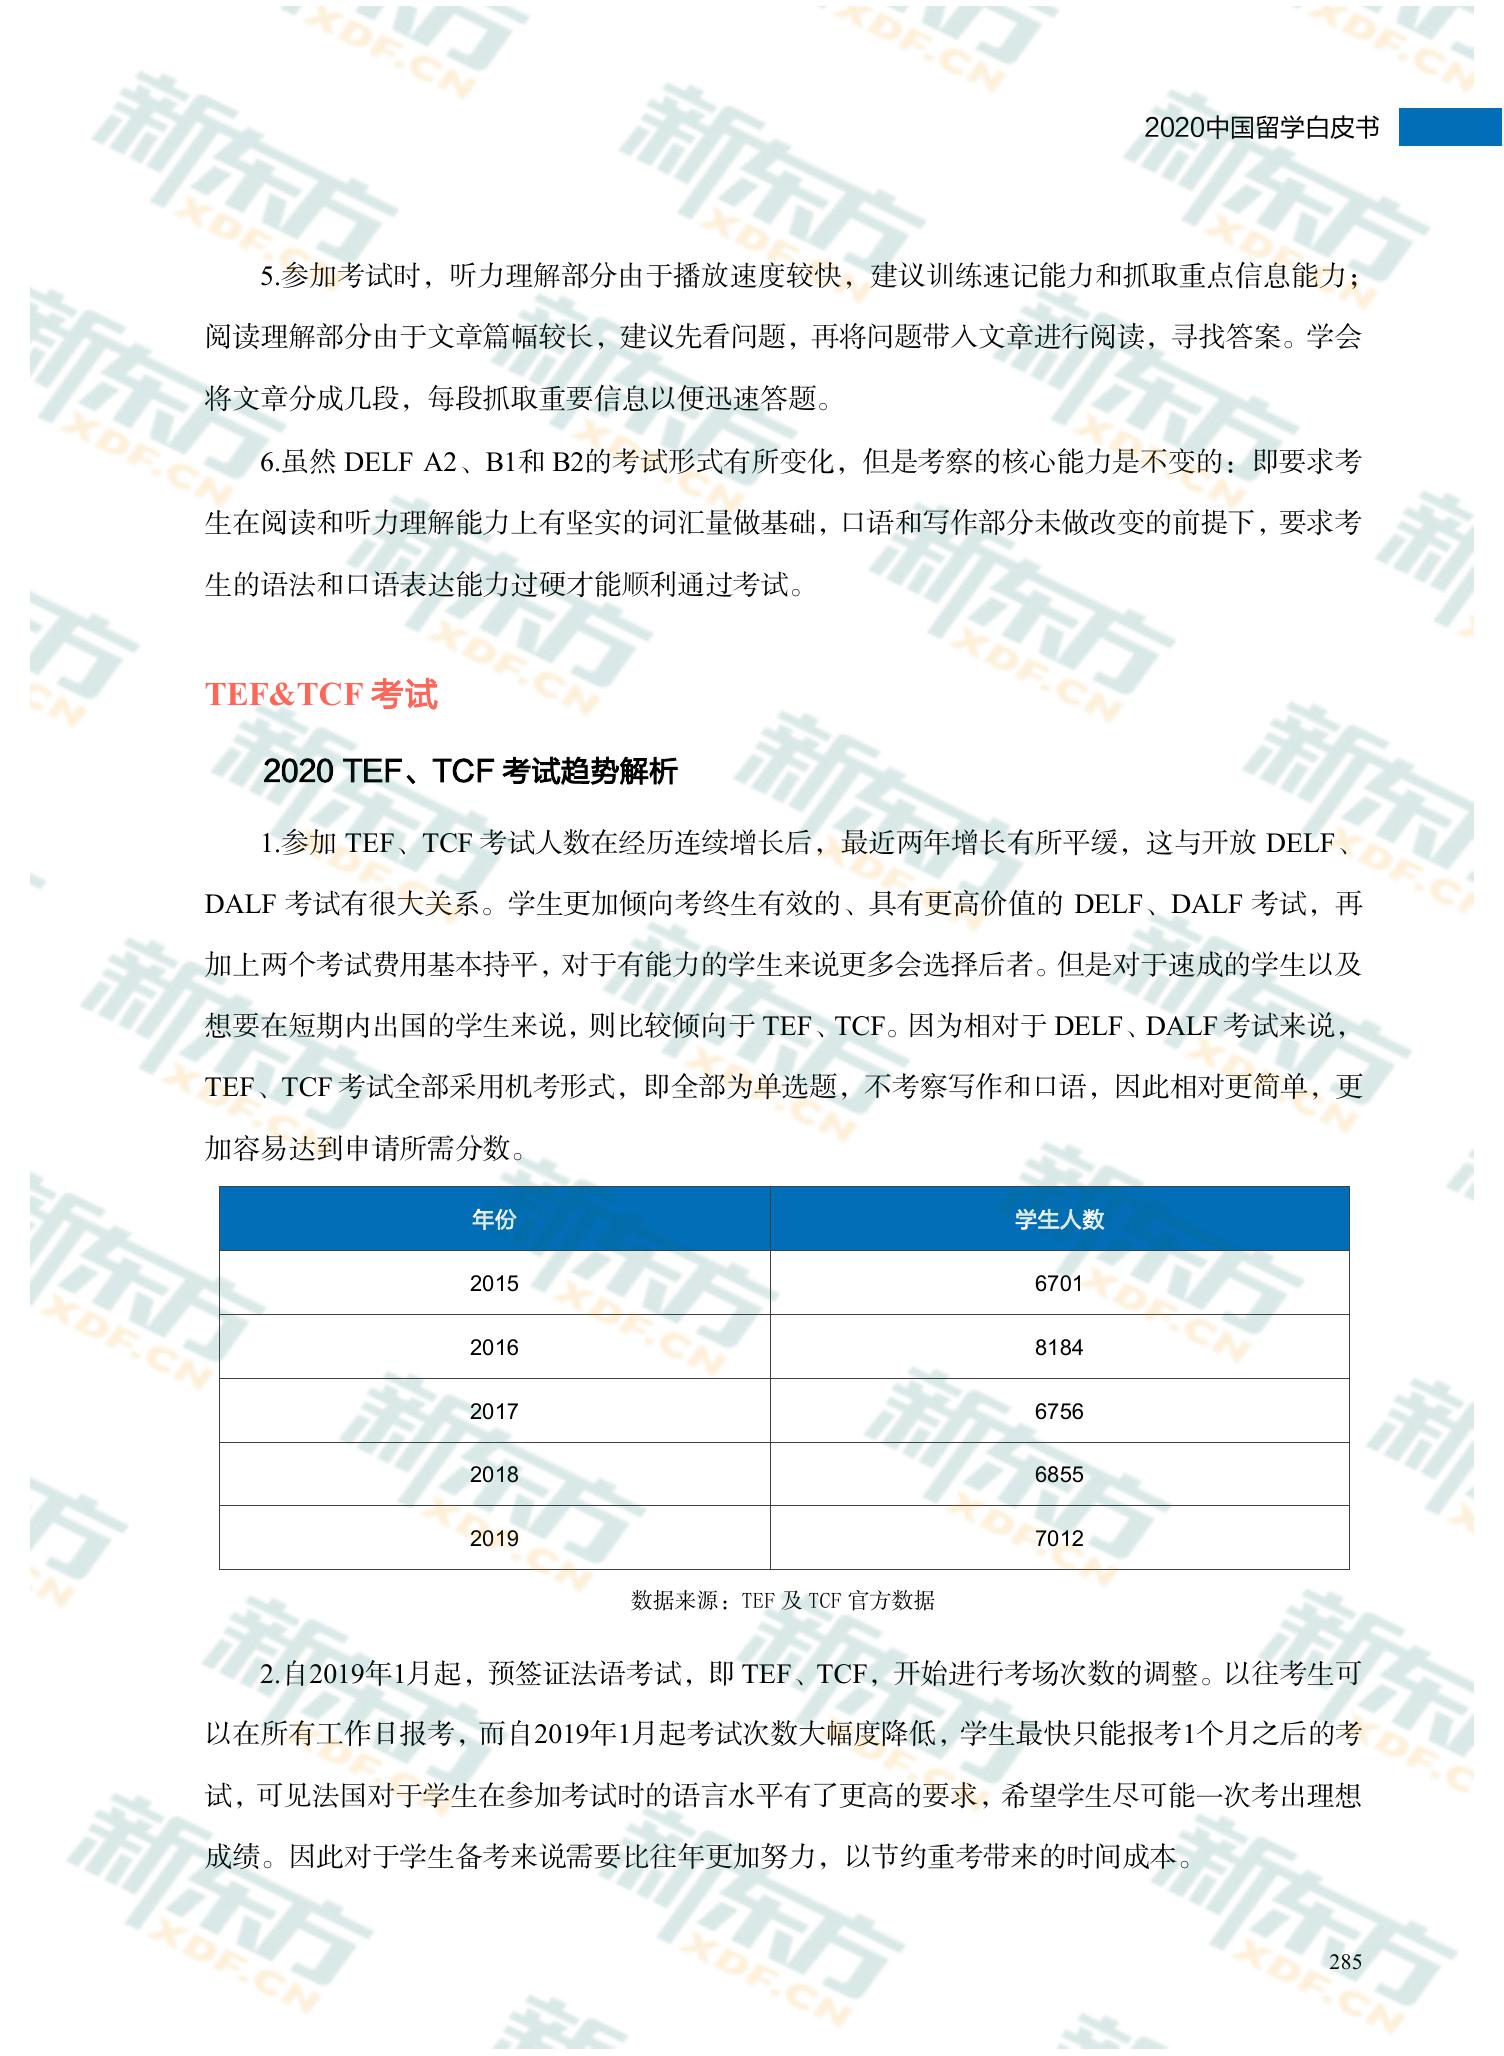 2020中国留学白皮书
5.参加考试时，听力理解部分由于播放速度较快，建议训练速记能力和抓取重点信息能力；
阅读理解部分由于文章篇幅较长，建议先看问题，再将问题带入文章进行阅读，寻找答案。学会
将文章分成几段，每段抓取重要信息以便迅速答题。
6.虽然 DELF A2、B1和 B2的考试形式有所变化，但是考察的核心能力是不变的：即要求考
生在阅读和听力理解能力上有坚实的词汇量做基础，口语和写作部分未做改变的前提下，要求考
生的语法和口语表达能力过硬才能顺利通过考试。
TEF&TCF 考试
2020 TEF、TCF 考试趋势解析
1.参加 TEF、TCF 考试人数在经历连续增长后，最近两年增长有所平缓，这与开放 DELF、
DALF 考试有很大关系。学生更加倾向考终生有效的、具有更高价值的 DELF、DALF 考试，再
加上两个考试费用基本持平，对于有能力的学生来说更多会选择后者。但是对于速成的学生以及
想要在短期内出国的学生来说，则比较倾向于 TEF、TCF。因为相对于 DELF、DALF 考试来说，
TEF、TCF 考试全部采用机考形式，即全部为单选题，不考察写作和口语，因此相对更简单，更
加容易达到申请所需分数。
年份 学生人数
2015 6701
2016 8184
2017 6756
2018 6855
2019 7012
数据来源：TEF 及 TCF 官方数据
2.自2019年1月起，预签证法语考试，即 TEF、TCF，开始进行考场次数的调整。以往考生可
以在所有工作日报考，而自2019年1月起考试次数大幅度降低，学生最快只能报考1个月之后的考
试，可见法国对于学生在参加考试时的语言水平有了更高的要求，希望学生尽可能一次考出理想
成绩。因此对于学生备考来说需要比往年更加努力，以节约重考带来的时间成本。
285
新东方
XDF.CN